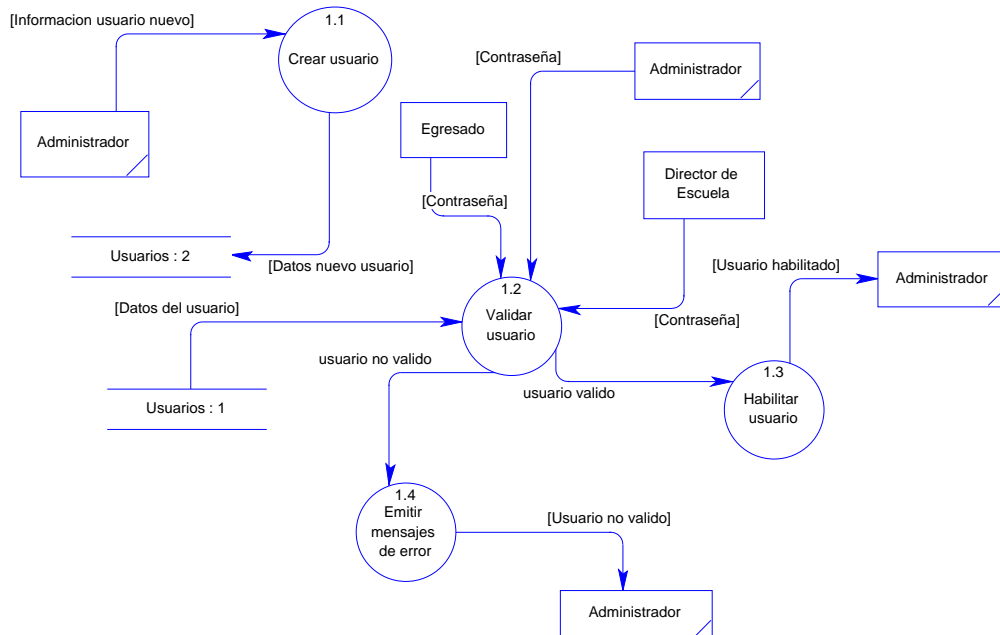 [Informacion usuario nuevo]
1.1
Crear usuario
[Contraseña]
Administrador
Egresado
Administrador
Director de
Escuela
[Contraseña]
Usuarios : 2
[Datos nuevo usuario]
[Usuario habilitado]
Administrador
1.2
Validar
usuario
[Datos del usuario]
[Contraseña]
usuario no valido
1.3
Habilitar
usuario
usuario valido
Usuarios : 1
1.4
Emitir
mensajes
de error
[Usuario no valido]
Administrador